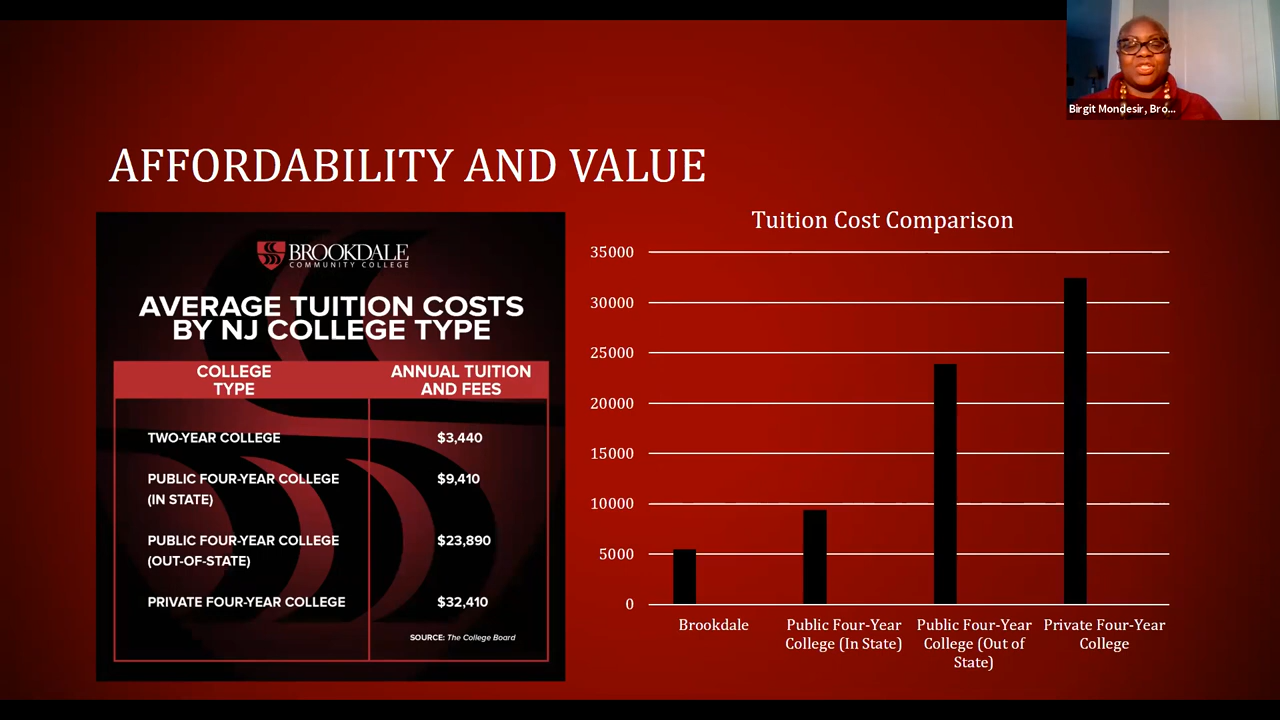 Birgit Mondesir, Bro...
AFFORDABILITY AND VALUE
BROOKDALE
COMMUNITY COLLEGE
AVERAGE TUITION COSTS
BY NJ COLLEGE TYPE
COLLEGE
TYPE
ANNUAL TUITION
AND FEES
TWO-YEAR COLLEGE
$3,440
PUBLIC FOUR-YEAR COLLEGE
(IN STATE)
$9,410
PUBLIC FOUR-YEAR COLLEGE
(OUT-OF-STATE)
$23,890
PRIVATE FOUR-YEAR COLLEGE
$32,410
SOURCE: The College Board
Tuition Cost Comparison
35000
30000
25000
20000
15000
10000
5000
0
Brookdale
Public Four-Year
College (In State)
Public Four-Year
College (Out of
State)
Private Four-Year
College